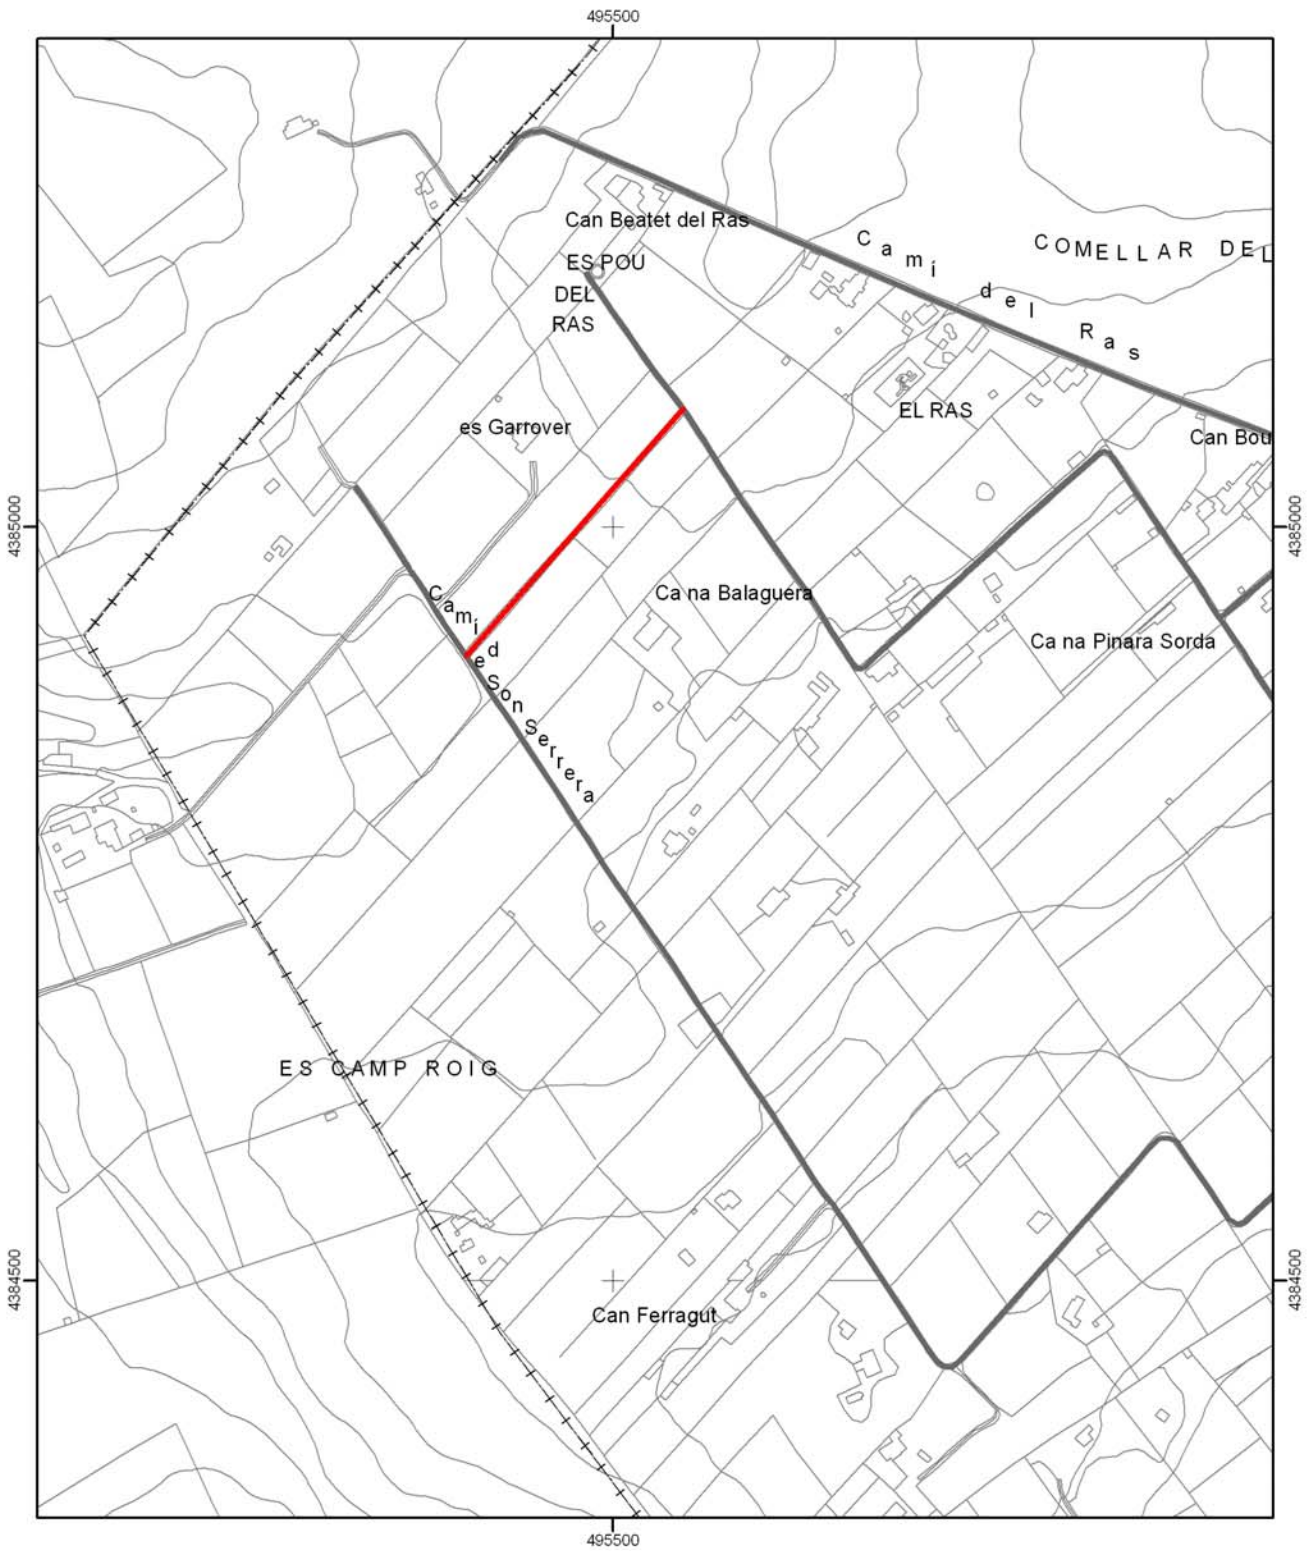 495500
Can Beatet del Ras
Camí del Ras
COMELLAR DEL
ES POU
DEL
RAS
EL RAS
es Garrover
Can Bou
4385000
4385000
Ca na Balaguera
Camí de Son Serrera
Ca na Pinara Sorda
ES CAMP ROIG
4384500
4384500
Can Ferragut
495500